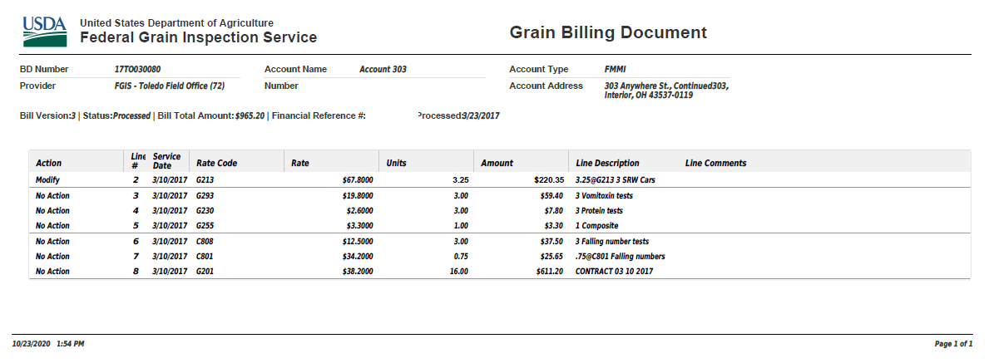 USDA
United States Department of Agriculture
Federal Grain Inspection Service
Grain Billing Document
BD Number 17TO030080 Account Name Account 303 Account Type FMMI
Provider FGIS - Toledo Field Office (72) Number Account Address 303 Anywhere St., Continued303,
Interior, OH 43537-0119
Bill Version:3 | Status:Processed | Bill Total Amount:$965.20 | Financial Reference #: Processed:3/23/2017
Action Line # Service Date Rate Code Rate Units Amount Line Description Line Comments
Modify 2 3/10/2017 G213 $67.8000 3.25 $220.35 3.25@G213 3 SRW Cars
No Action 3 3/10/2017 G293 $19.8000 3.00 $59.40 3 Vomitoxin tests
No Action 4 3/10/2017 G230 $2.6000 3.00 $7.80 3 Protein tests
No Action 5 3/10/2017 G255 $3.3000 1.00 $3.30 1 Composite
No Action 6 3/10/2017 C808 $12.5000 3.00 $37.50 3 Falling number tests
No Action 7 3/10/2017 C801 $34.2000 0.75 $25.65 .75@C801 Falling numbers
No Action 8 3/10/2017 G201 $38.2000 16.00 $611.20 CONTRACT 03 10 2017
10/23/2020 1:54 PM Page 1 of 1